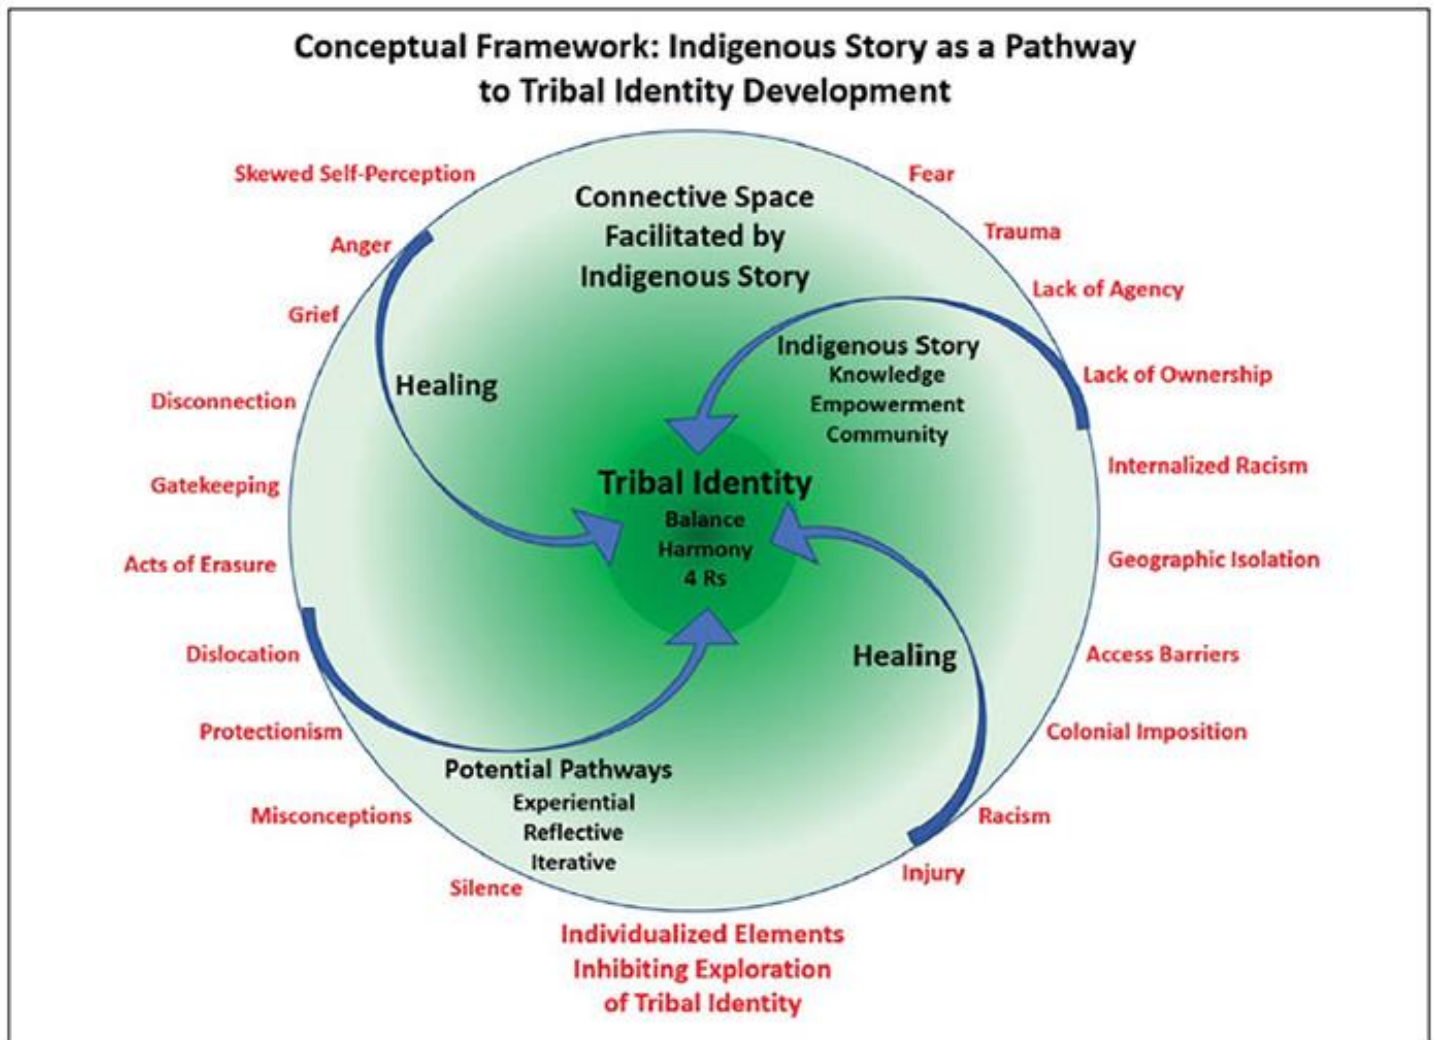 Conceptual Framework: Indigenous Story as a Pathway
to Tribal Identity Development
Skewed Self-Perception
Anger
Grief
Disconnection
Gatekeeping
Acts of Erasure
Dislocation
Protectionism
Misconceptions
Silence
Fear
Trauma
Lack of Agency
Lack of Ownership
Internalized Racism
Geographic Isolation
Access Barriers
Colonial Imposition
Racism
Injury
Connective Space
Facilitated by
Indigenous Story
Healing
Indigenous Story
Knowledge
Empowerment
Community
Tribal Identity
Balance
Harmony
4 Rs
Healing
Potential Pathways
Experiential
Reflective
Iterative
Individualized Elements
Inhibiting Exploration
of Tribal Identity